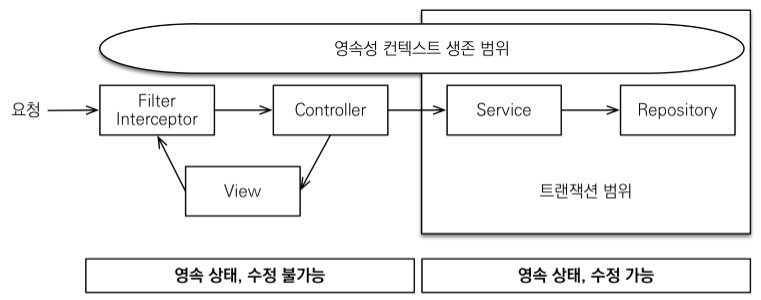 영속성 컨텍스트 생존 범위
요청
Filter
Interceptor
Controller
Service
Repository
View
트랜잭션 범위
영속 상태, 수정 불가능
영속 상태, 수정 가능